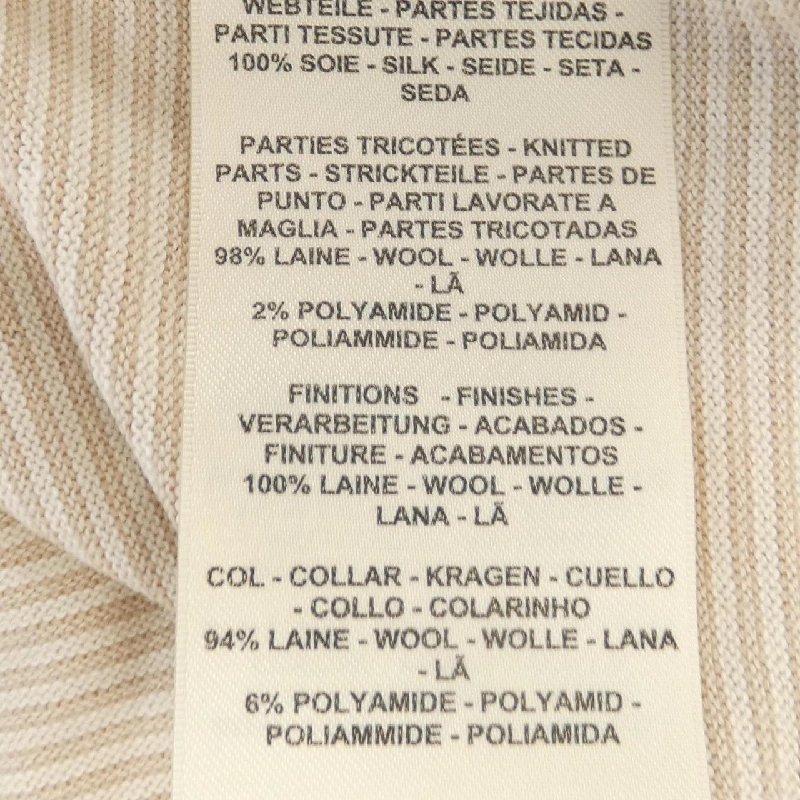 WEBTEILE - PARTES TEJIDAS -
PARTI TESSUTE - PARTES TECIDAS
100% SOIE - SILK - SEIDE - SETA -
SEDA
PARTIES TRICOTÉES - KNITTED
PARTS - STRICKTEILE - PARTES DE
PUNTO - PARTI LAVORATE A
MAGLIA - PARTES TRICOTADAS
98% LAINE - WOOL - WOLLE - LANA
- LÃ
2% POLYAMIDE - POLYAMID -
POLIAMMIDE - POLIAMIDA
FINITIONS - FINISHES -
VERARBEITUNG - ACABADOS -
FINITURE - ACABAMENTOS
100% LAINE - WOOL - WOLLE -
LANA - LÃ
COL - COLLAR - KRAGEN - CUELLO
- COLLO - COLARINHO
94% LAINE - WOOL - WOLLE - LANA
- LÃ
6% POLYAMIDE - POLYAMID -
POLIAMMIDE - POLIAMIDA